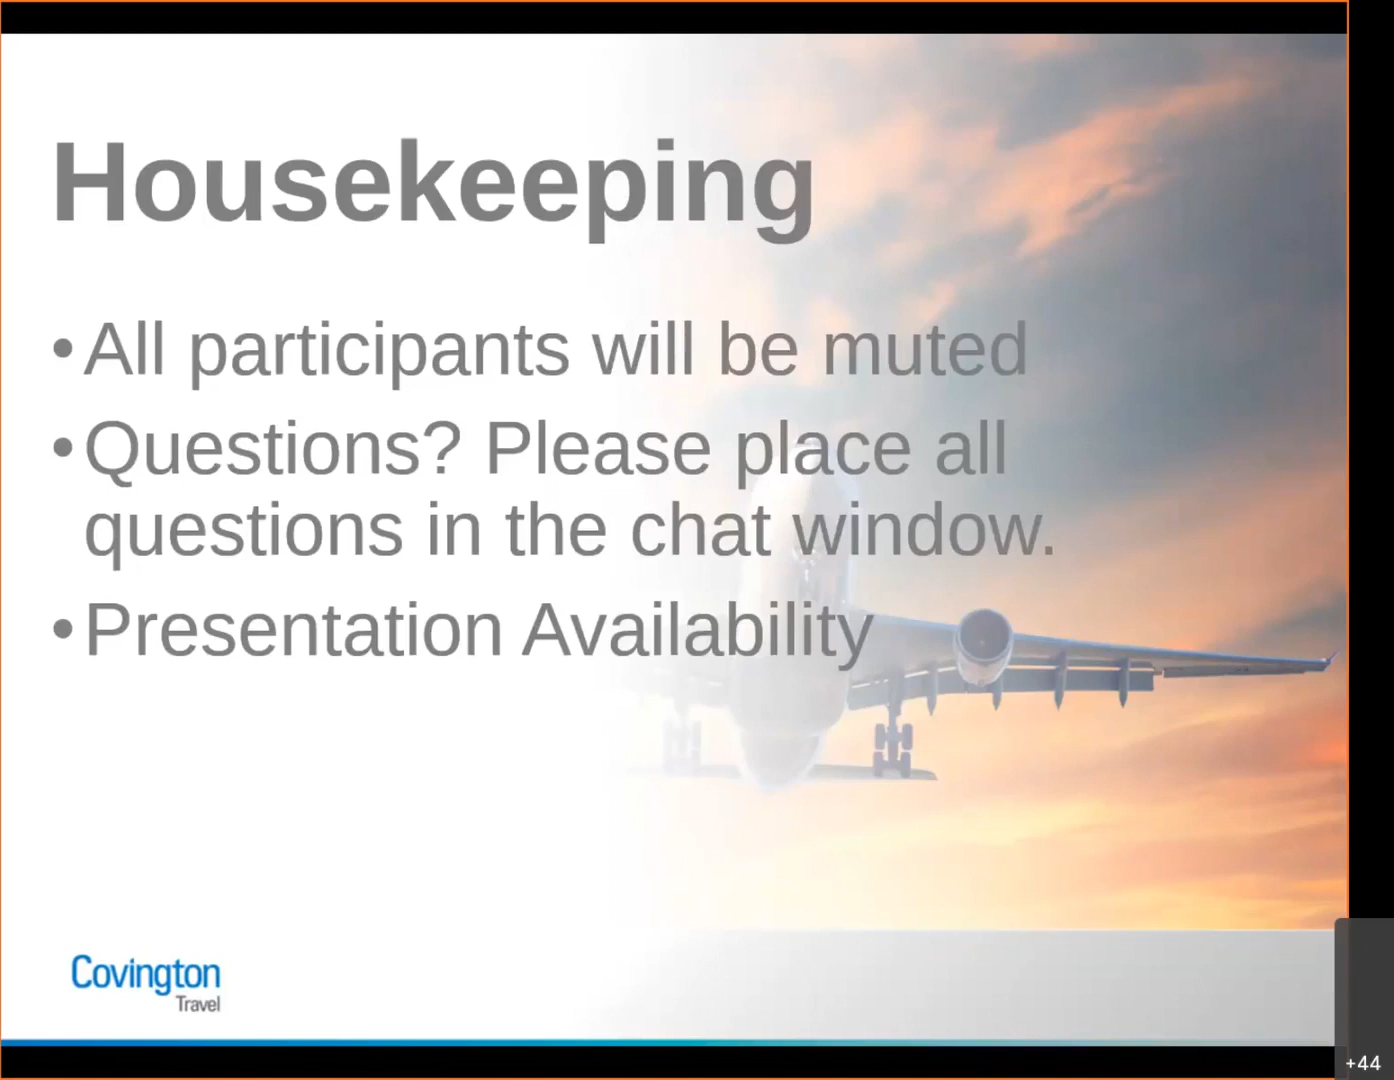 Housekeeping
• All participants will be muted
• Questions? Please place all
questions in the chat window.
• Presentation Availability
Covington
Travel
+44